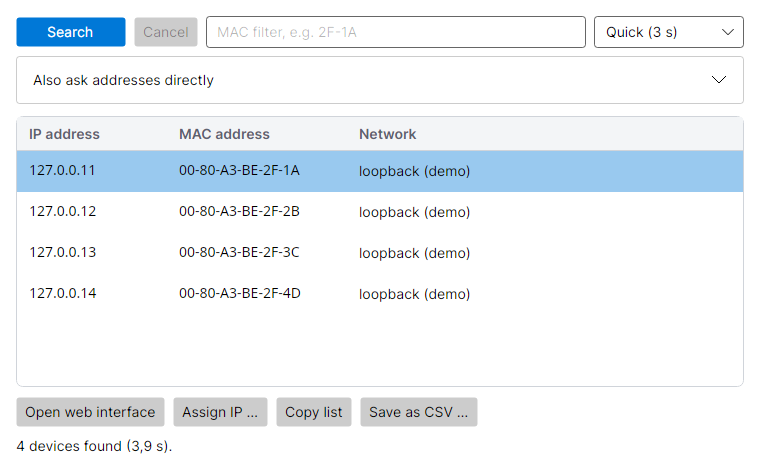 Search Cancel MAC filter, e.g. 2F-1A Quick (3 s)
Also ask addresses directly
IP address MAC address Network
127.0.0.11 00-80-A3-BE-2F-1A loopback (demo)
127.0.0.12 00-80-A3-BE-2F-2B loopback (demo)
127.0.0.13 00-80-A3-BE-2F-3C loopback (demo)
127.0.0.14 00-80-A3-BE-2F-4D loopback (demo)
Open web interface Assign IP ... Copy list Save as CSV ...
4 devices found (3,9 s).